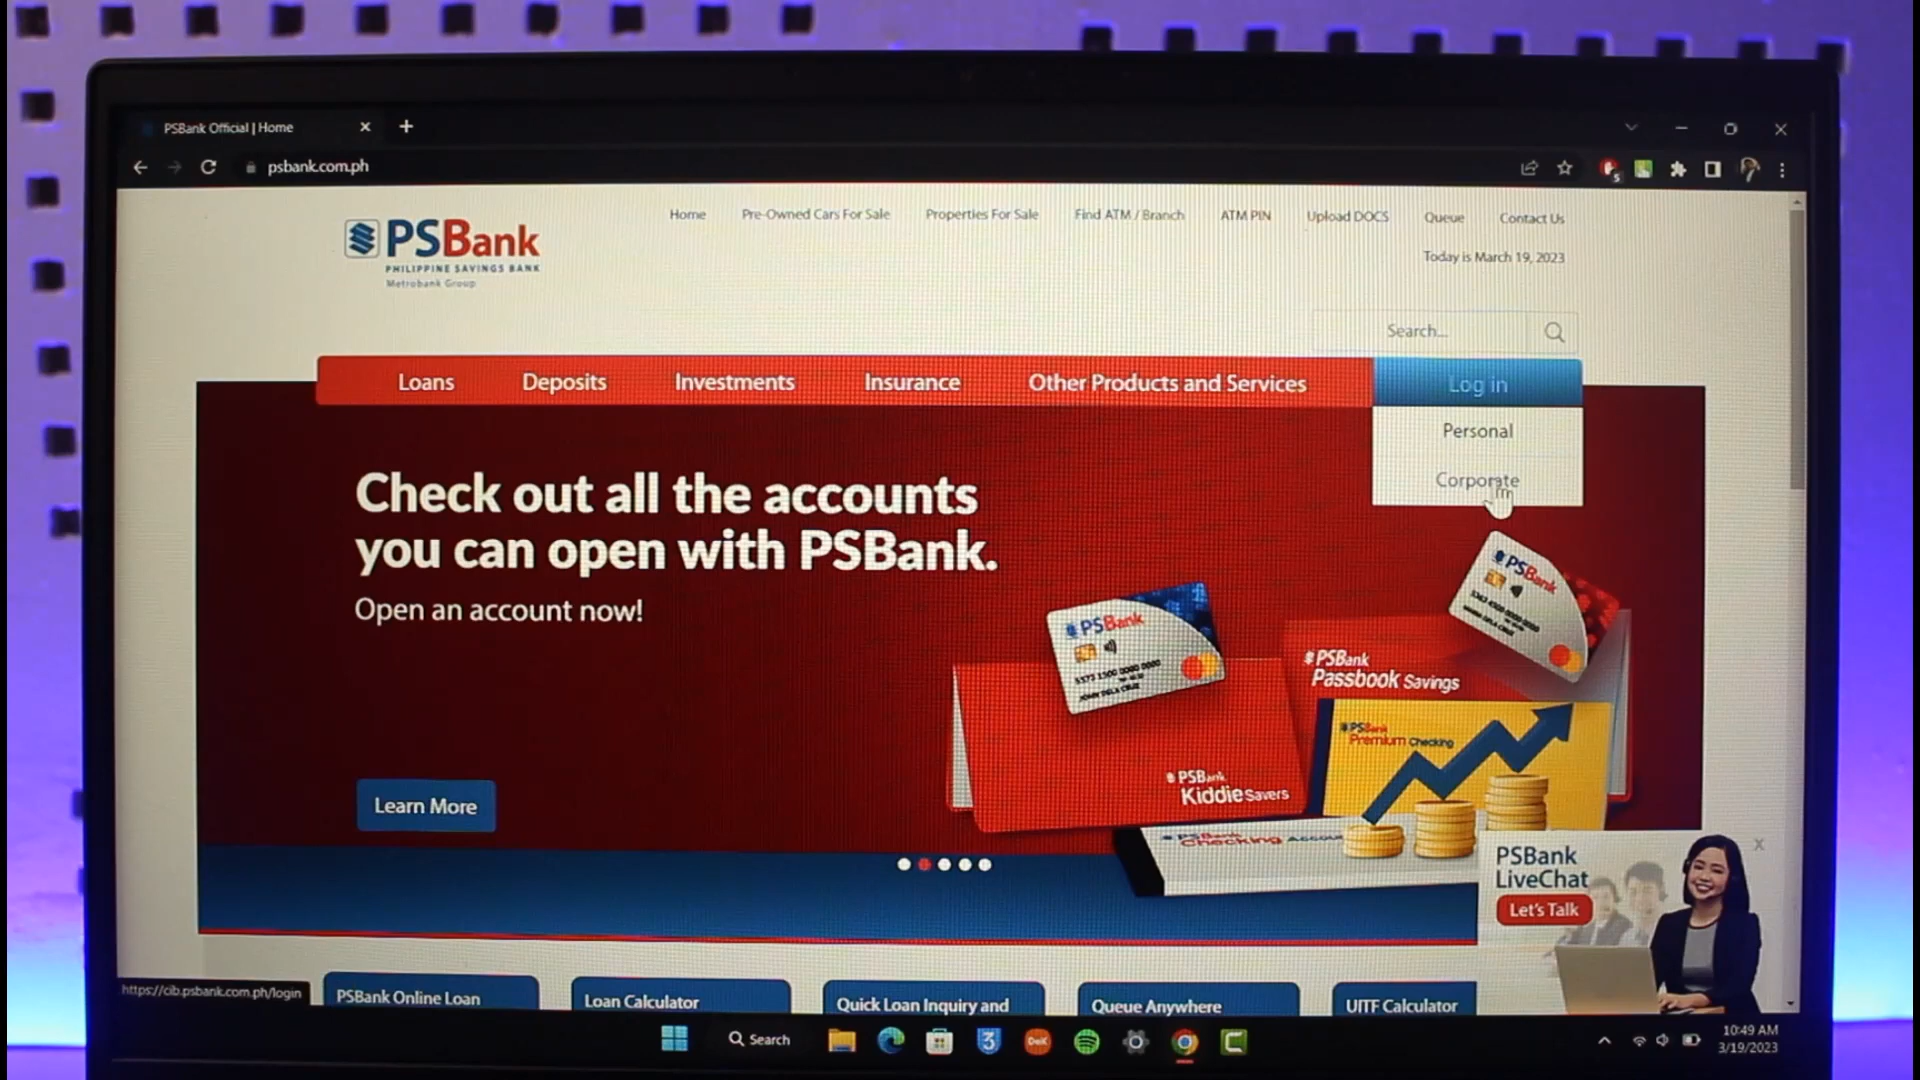 PSBank Official | Home
psbank.com.ph
Home Pre-Owned Cars For Sale Properties For Sale Find ATM / Branch ATM PIN Upload DOCS Queue Contact Us
PSBank
PHILIPPINE SAVINGS BANK
Metrobank Group
Today is March 19, 2023
Search...
Loans Deposits Investments Insurance Other Products and Services Log in
Personal
Corporate
Check out all the accounts
you can open with PSBank.
Open an account now!
Learn More
PSBank
PSBank
PSBank
Passbook Savings
PSBank
Premium Checking
PSBank
Kiddie Savers
PSBank
LiveChat
Let's Talk
x
https://cib.psbank.com.ph/login
PSBank Online Loan
Loan Calculator
Quick Loan Inquiry and
Queue Anywhere
UITF Calculator
Search
10:49 AM
3/19/2023